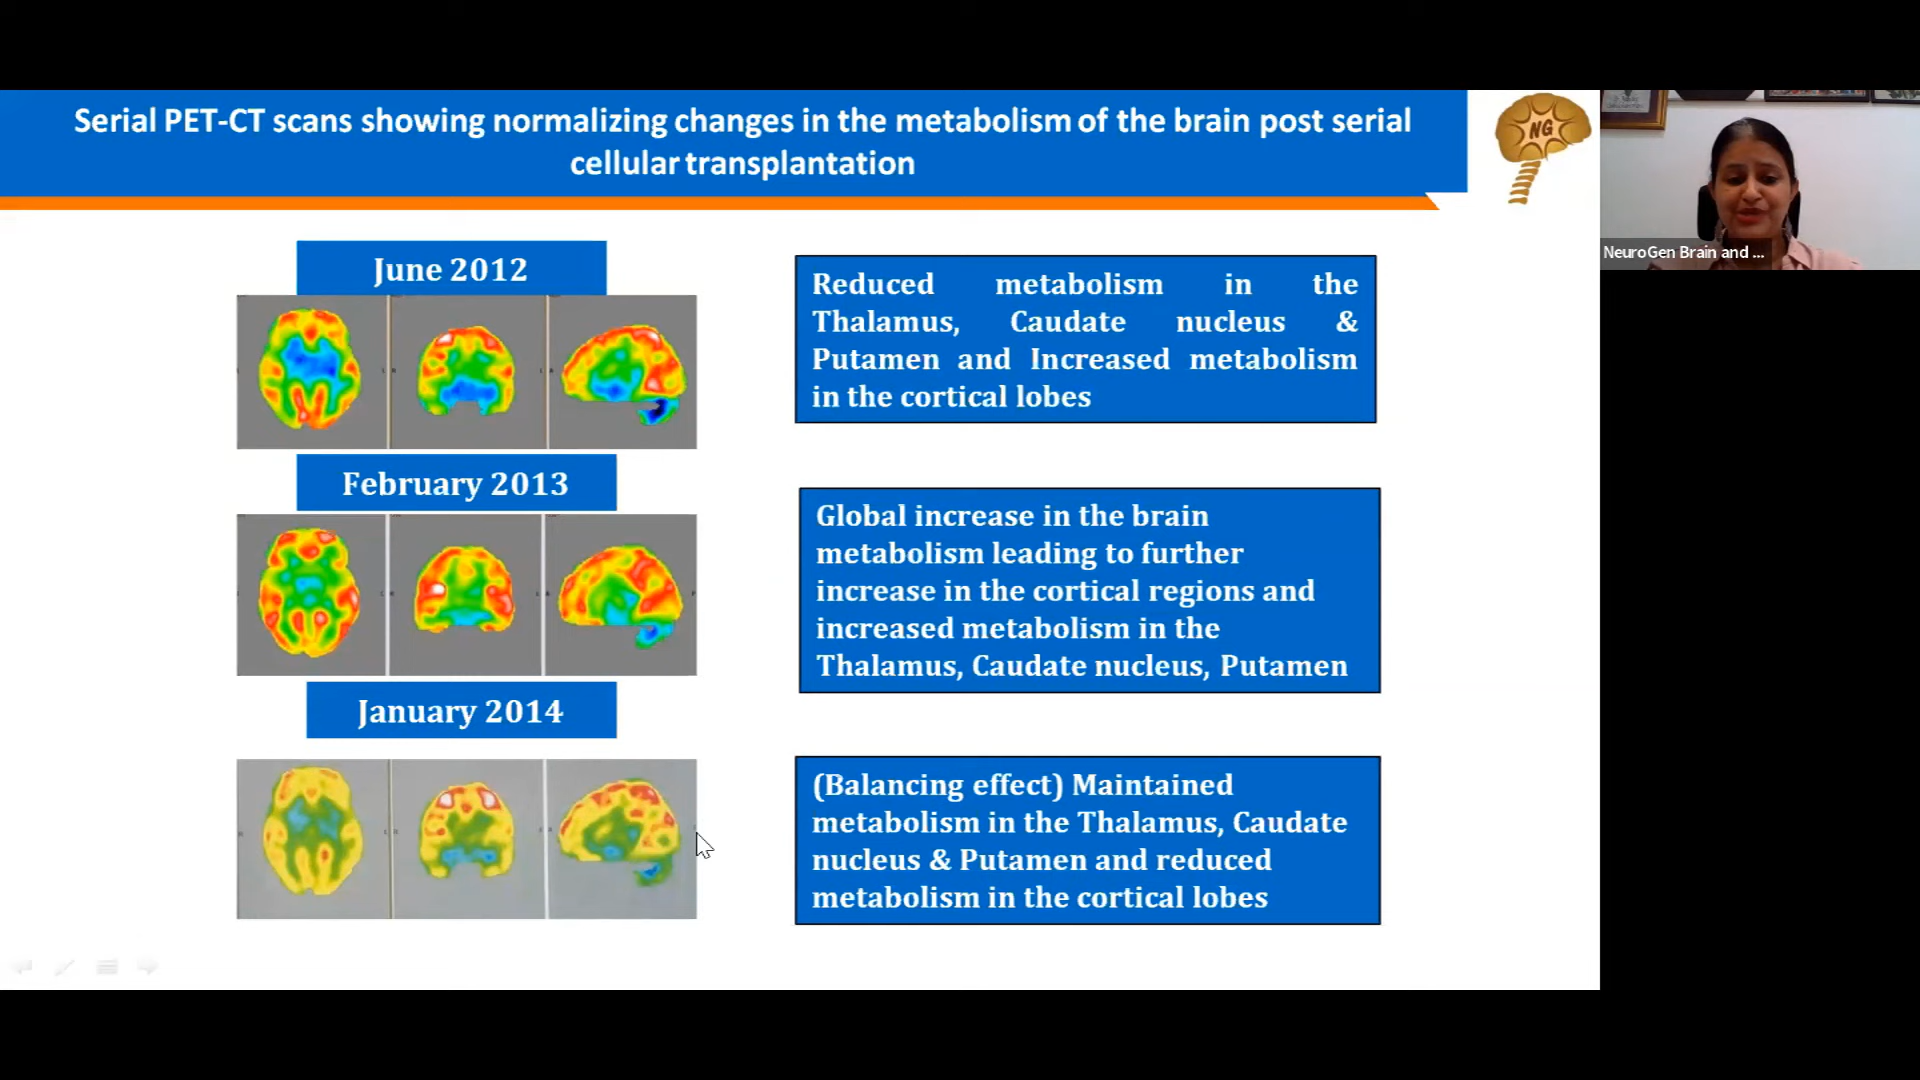 Serial PET-CT scans showing normalizing changes in the metabolism of the brain post serial
cellular transplantation
NG
NeuroGen Brain and ...
June 2012
Reduced metabolism in the
Thalamus, Caudate nucleus &
Putamen and Increased metabolism
in the cortical lobes
February 2013
Global increase in the brain
metabolism leading to further
increase in the cortical regions and
increased metabolism in the
Thalamus, Caudate nucleus, Putamen
January 2014
(Balancing effect) Maintained
metabolism in the Thalamus, Caudate
nucleus & Putamen and reduced
metabolism in the cortical lobes